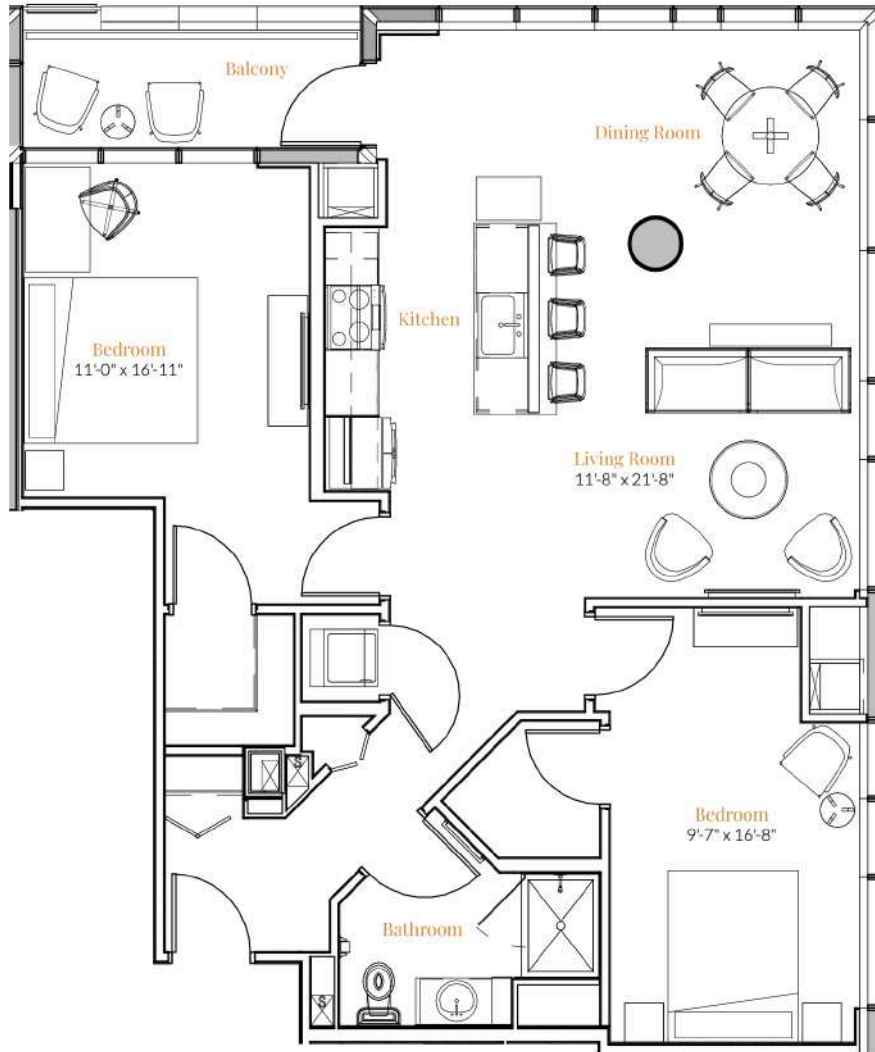 Balcony
Dining Room
Kitchen
Bedroom
11'-0" x 16'-11"
Living Room
11'-8" x 21'-8"
S
Bedroom
9'-7" x 16'-8"
Bathroom
S